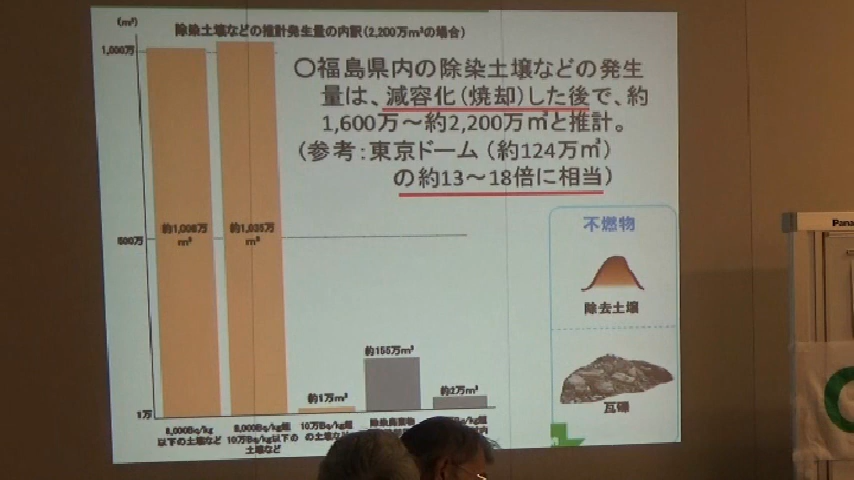 (m³)
除染土壌などの推計発生量の内訳(2,200万m³の場合)
1,000万
○福島県内の除染土壌などの発生
量は、減容化(焼却)した後で、約
1,600万～約2,200万㎥と推計。
(参考：東京ドーム(約124万㎥)
の約13～18倍に相当)
約1,006万
m³
約1,035万
m³
500万
不燃物
除去土壌
瓦礫
約155万m³
約1万m³
約2万m³
1万
8,000Bq/kg
以下の土壌など
8,000Bq/kg超
10万Bq/kg以下の
土壌など
10万Bq/kg超
の土壌など
Pana